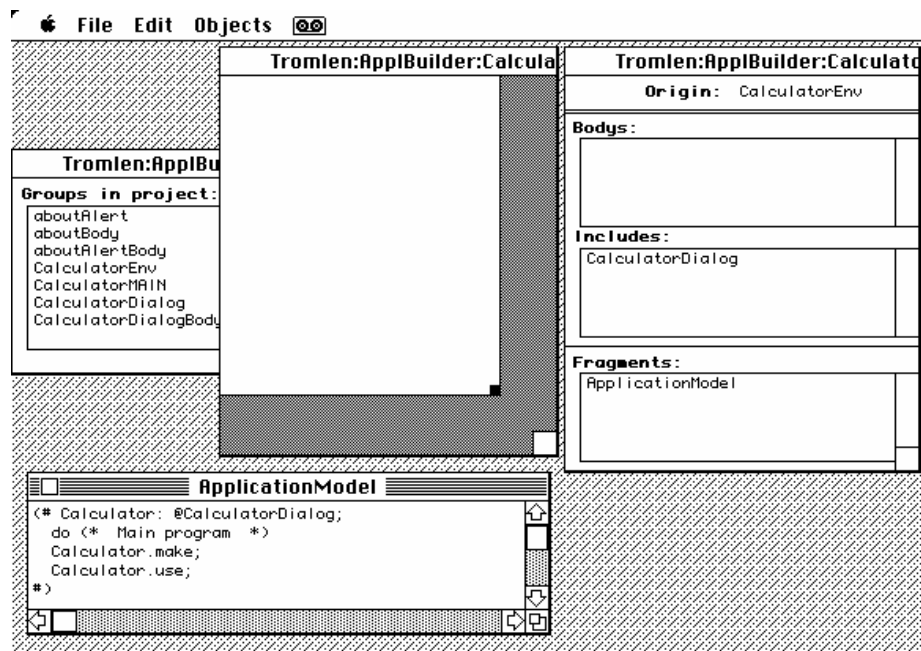 File Edit Objects
Tromlen:ApplBuilder:Calcula
Tromlen:ApplBuilder:Calculato
Origin: CalculatorEnv
Bodys:
Includes:
CalculatorDialog
Fragments:
ApplicationModel
Tromlen:ApplBu
Groups in project:
aboutAlert
aboutBody
aboutAlertBody
CalculatorEnv
CalculatorMAIN
CalculatorDialog
CalculatorDialogBody
ApplicationModel
(# Calculator: @CalculatorDialog;
do (* Main program *)
Calculator.make;
Calculator.use;
#)